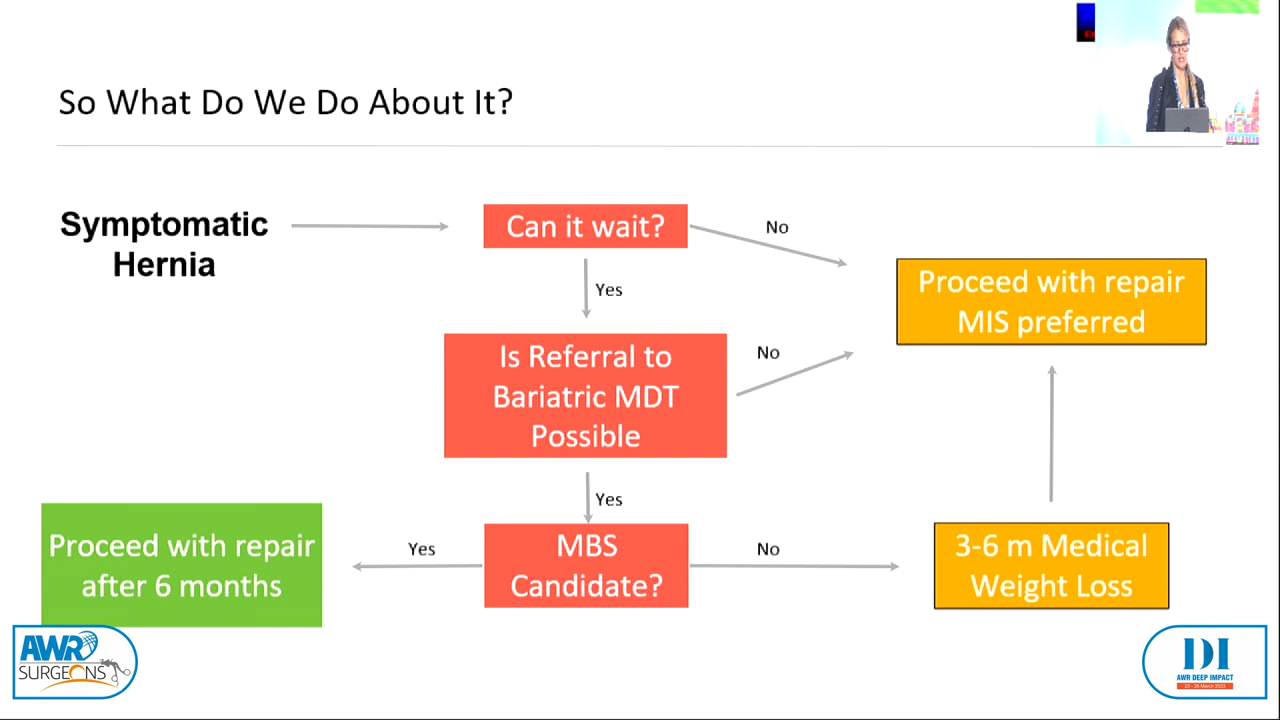 So What Do We Do About It?
Symptomatic
Hernia
Can it wait?
No
Yes
Proceed with repair
MIS preferred
Is Referral to
Bariatric MDT
Possible
No
Yes
Proceed with repair
after 6 months
Yes
MBS
Candidate?
No
3-6 m Medical
Weight Loss
AWR
SURGEONS
DI
AWR DEEP IMPACT